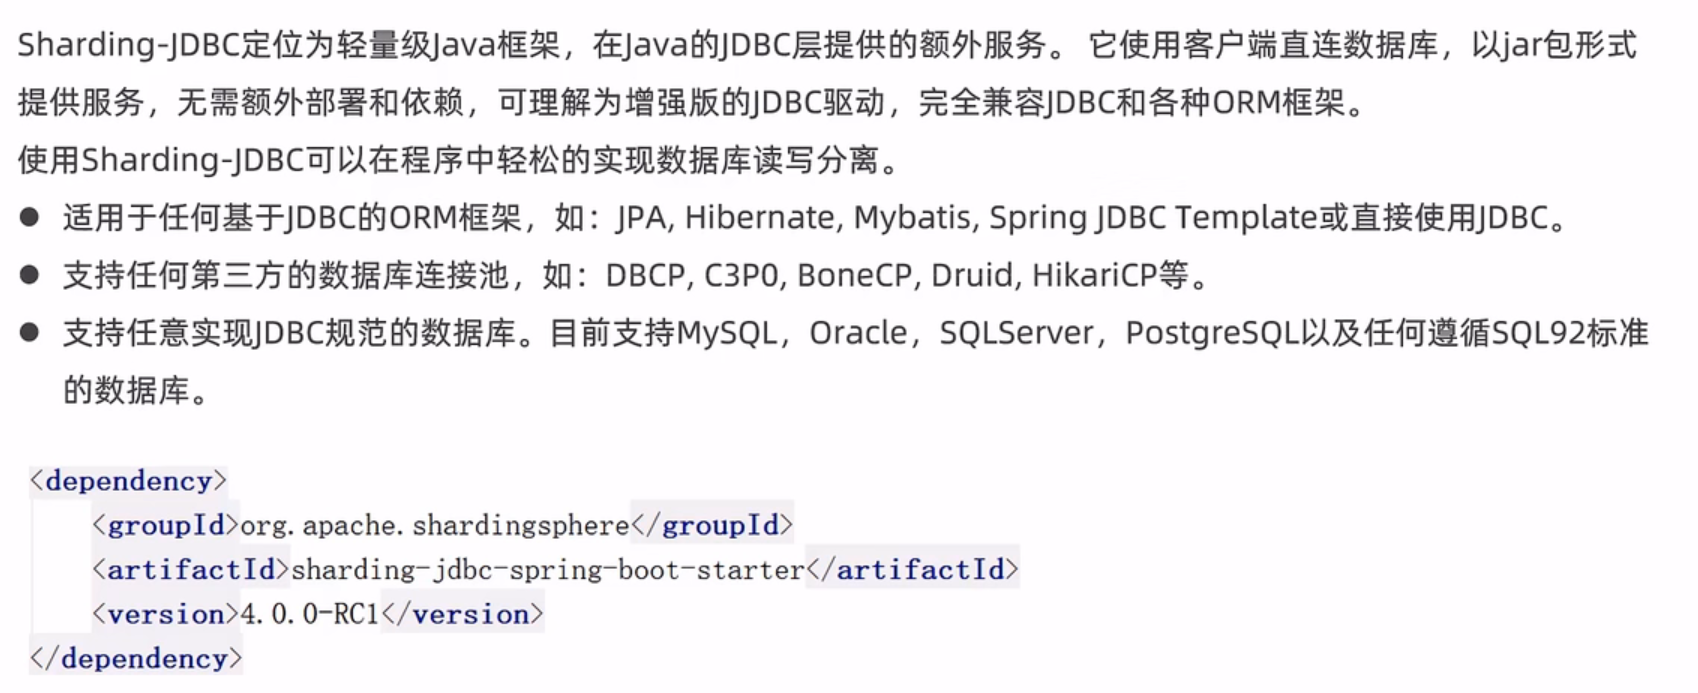 Sharding-JDBC定位为轻量级Java框架，在Java的JDBC层提供的额外服务。 它使用客户端直连数据库，以jar包形式
提供服务，无需额外部署和依赖，可理解为增强版的JDBC驱动，完全兼容JDBC和各种ORM框架。
使用Sharding-JDBC可以在程序中轻松的实现数据库读写分离。
● 适用于任何基于JDBC的ORM框架，如：JPA, Hibernate, Mybatis, Spring JDBC Template或直接使用JDBC。
● 支持任何第三方的数据库连接池，如：DBCP, C3P0, BoneCP, Druid, HikariCP等。
● 支持任意实现JDBC规范的数据库。目前支持MySQL，Oracle，SQLServer，PostgreSQL以及任何遵循SQL92标准
的数据库。
<dependency>
    <groupId>org.apache.shardingsphere</groupId>
    <artifactId>sharding-jdbc-spring-boot-starter</artifactId>
    <version>4.0.0-RC1</version>
</dependency>